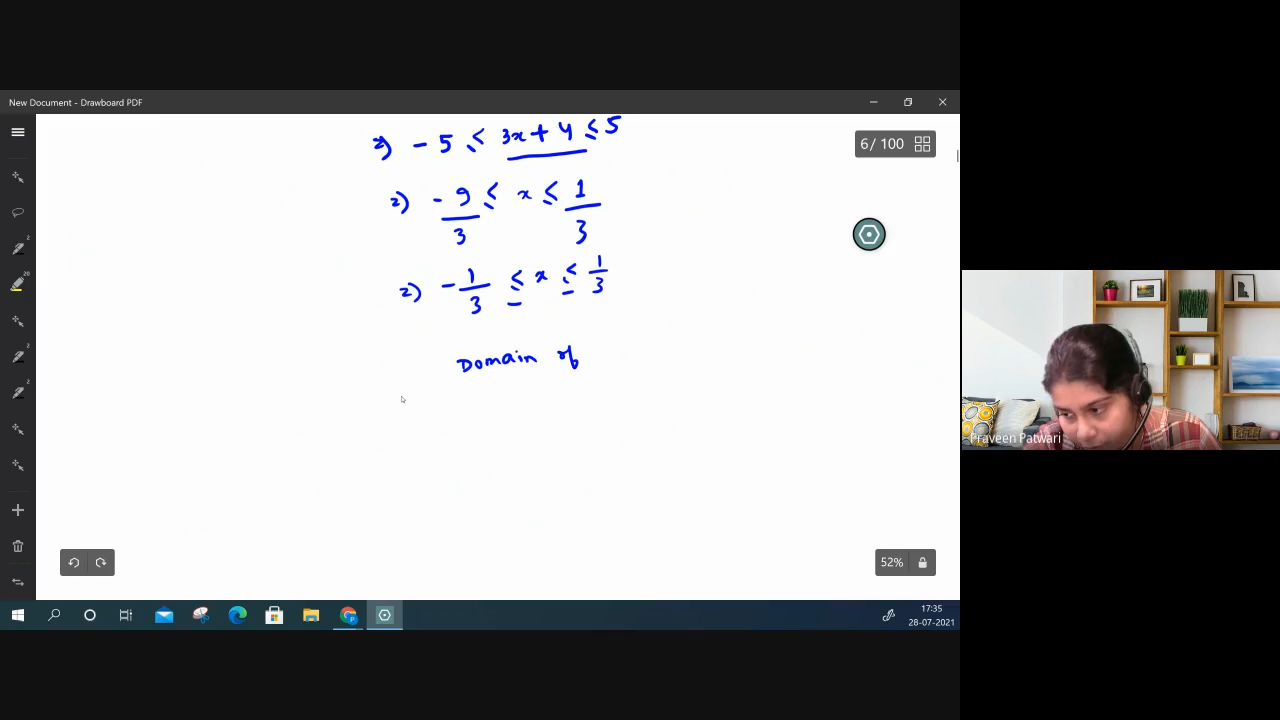 New Document - Drawboard PDF
⇒) - 5 ≤ 3x + 4 ≤ 5
6 / 100
⇒) - 9/3 ≤ x ≤ 1/3
⇒) - 1/3 ≤ x ≤ 1/3
Domain of
Praveen Patwari
52%
17:35
28-07-2021